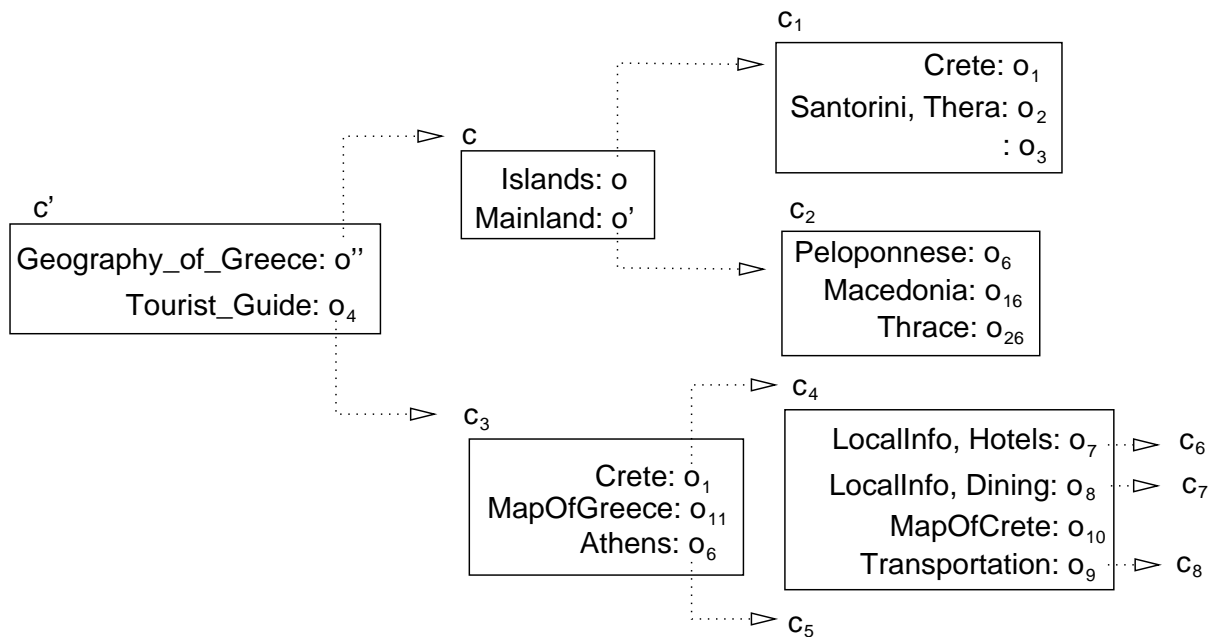 c'
Geography_of_Greece: o''
Tourist_Guide: o₄
c
Islands: o
Mainland: o'
c₁
Crete: o₁
Santorini, Thera: o₂
: o₃
c₂
Peloponnese: o₆
Macedonia: o₁₆
Thrace: o₂₆
c₃
Crete: o₁
MapOfGreece: o₁₁
Athens: o₆
c₄
LocalInfo, Hotels: o₇
c₆
LocalInfo, Dining: o₈
c₇
MapOfCrete: o₁₀
Transportation: o₉
c₈
c₅